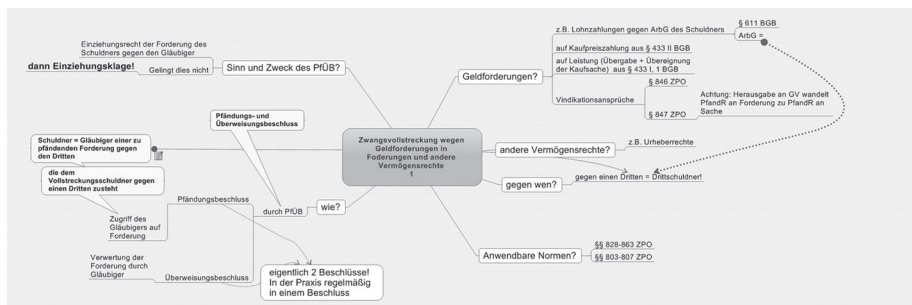 Einziehungsrecht der Forderung des
Schuldners gegen den Gläubiger
dann Einziehungsklage!
Gelingt dies nicht
Sinn und Zweck des PfÜB?
Pfändungs- und
Überweisungsbeschluss
Schuldner = Gläubiger einer zu
pfändenden Forderung gegen
den Dritten
die dem
Vollstreckungsschuldner gegen
einen Dritten zusteht
Zugriff des
Gläubigers auf
Forderung
Pfändungsbeschluss
durch PfÜB
wie?
Verwertung der
Forderung durch
Gläubiger
Überweisungsbeschluss
eigentlich 2 Beschlüsse!
In der Praxis regelmäßig
in einem Beschluss
Zwangsvollstreckung wegen
Geldforderungen in
Foderungen und andere
Vermögensrechte
1
Geldforderungen?
z.B. Lohnzahlungen gegen ArbG des Schuldners
§ 611 BGB
ArbG =
auf Kaufpreiszahlung aus § 433 II BGB
auf Leistung (Übergabe + Übereignung
der Kaufsache) aus § 433 I, 1 BGB
Vindikationsansprüche
§ 846 ZPO
§ 847 ZPO
Achtung: Herausgabe an GV wandelt
PfandR an Forderung zu PfandR an
Sache
andere Vermögensrechte?
z.B. Urheberrechte
gegen wen?
gegen einen Dritten = Drittschuldner!
Anwendbare Normen?
§§ 828-863 ZPO
§§ 803-807 ZPO